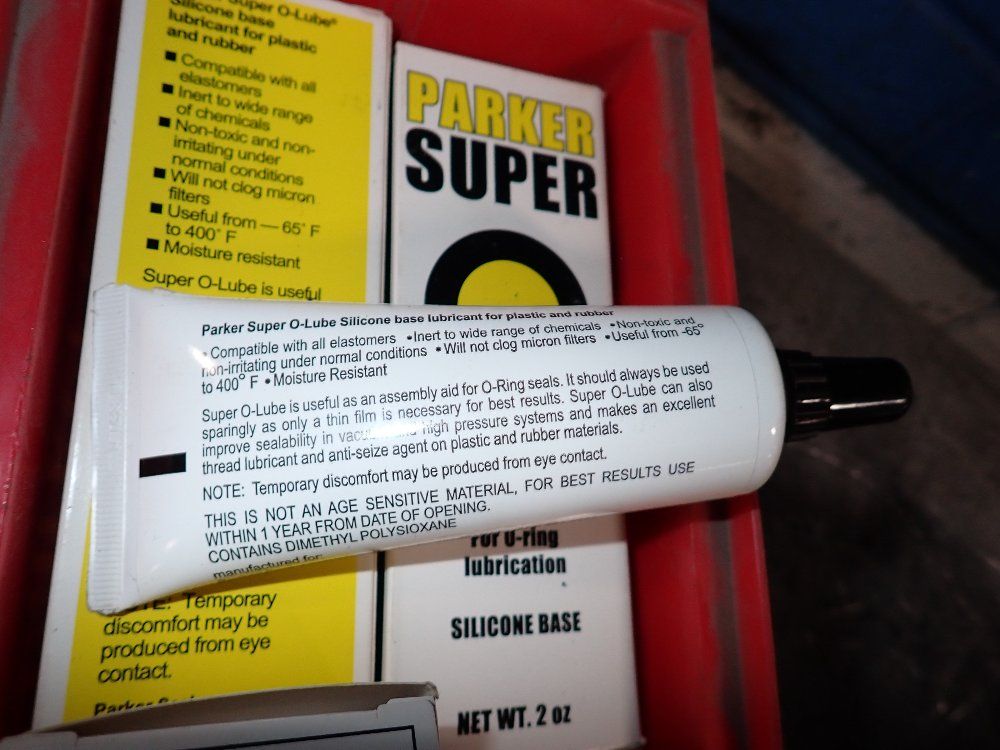 Super O-Lube®
Silicone base
lubricant for plastic
and rubber
■ Compatible with all
elastomers
■ Inert to wide range
of chemicals
■ Non-toxic and non-
irritating under
normal conditions
■ Will not clog micron
filters
■ Useful from — 65° F
to 400° F
■ Moisture resistant
Super O-Lube is useful
PARKER
SUPER
Parker Super O-Lube Silicone base lubricant for plastic and rubber
•Compatible with all elastomers •Inert to wide range of chemicals •Non-toxic and
non-irritating under normal conditions •Will not clog micron filters •Useful from -65°
to 400° F •Moisture Resistant
Super O-Lube is useful as an assembly aid for O-Ring seals. It should always be used
sparingly as only a thin film is necessary for best results. Super O-Lube can also
improve sealability in vacuum and high pressure systems and makes an excellent
thread lubricant and anti-seize agent on plastic and rubber materials.
NOTE: Temporary discomfort may be produced from eye contact.
THIS IS NOT AN AGE SENSITIVE MATERIAL, FOR BEST RESULTS USE
WITHIN 1 YEAR FROM DATE OF OPENING.
CONTAINS DIMETHYL POLYSIOXANE
manufactured for:
NOTE: Temporary
discomfort may be
produced from eye
contact.
Parker
For O-ring
lubrication
SILICONE BASE
NET WT. 2 oz